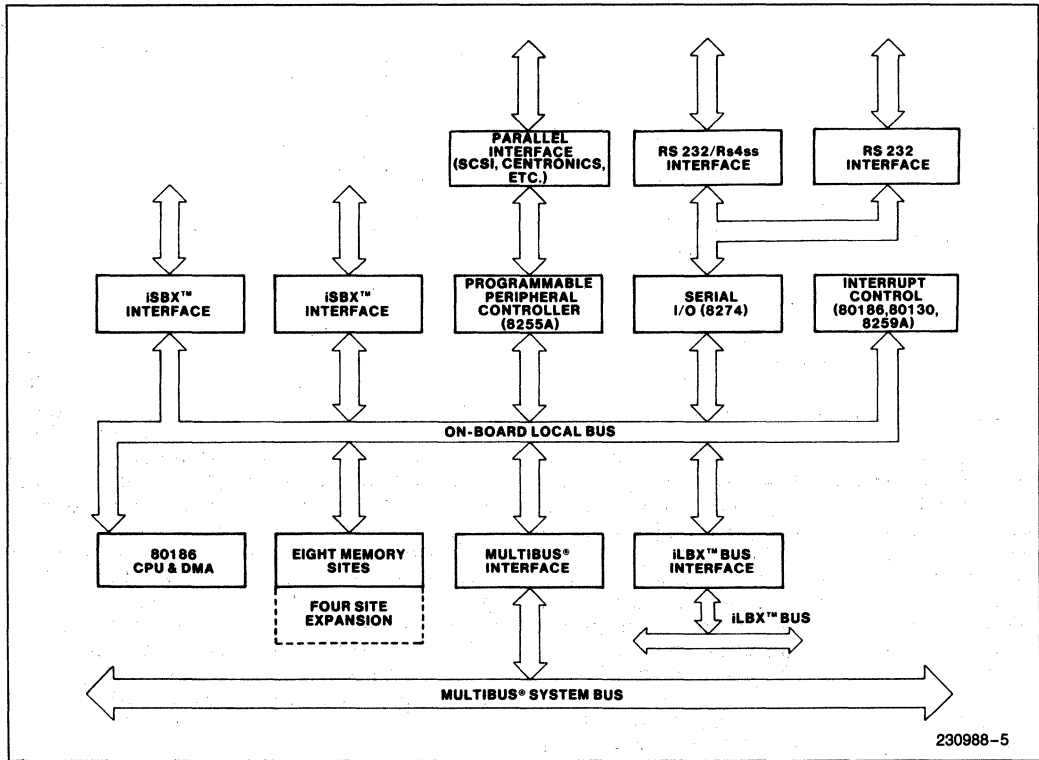 PARALLEL
INTERFACE
(SCSI, CENTRONICS,
ETC.)
RS 232/Rs4ss
INTERFACE
RS 232
INTERFACE
iSBX™
INTERFACE
iSBX™
INTERFACE
PROGRAMMABLE
PERIPHERAL
CONTROLLER
(8255A)
SERIAL
I/O (8274)
INTERRUPT
CONTROL
(80186,80130,
8259A)
ON-BOARD LOCAL BUS
80186
CPU & DMA
EIGHT MEMORY
SITES
FOUR SITE
EXPANSION
MULTIBUS®
INTERFACE
iLBX™ BUS
INTERFACE
iLBX™ BUS
MULTIBUS® SYSTEM BUS
230988-5